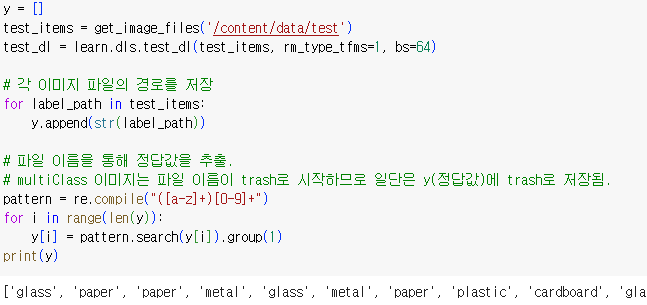 y = []
test_items = get_image_files('/content/data/test')
test_dl = learn.dls.test_dl(test_items, rm_type_tfms=1, bs=64)
# 각 이미지 파일의 경로를 저장
for label_path in test_items:
    y.append(str(label_path))
# 파일 이름을 통해 정답값을 추출.
# multiClass 이미지는 파일 이름이 trash로 시작하므로 일단은 y(정답값)에 trash로 저장됨.
pattern = re.compile("([a-z]+)[0-9]+")
for i in range(len(y)):
    y[i] = pattern.search(y[i]).group(1)
print(y)
['glass', 'paper', 'paper', 'metal', 'glass', 'metal', 'paper', 'plastic', 'cardboard', 'gla